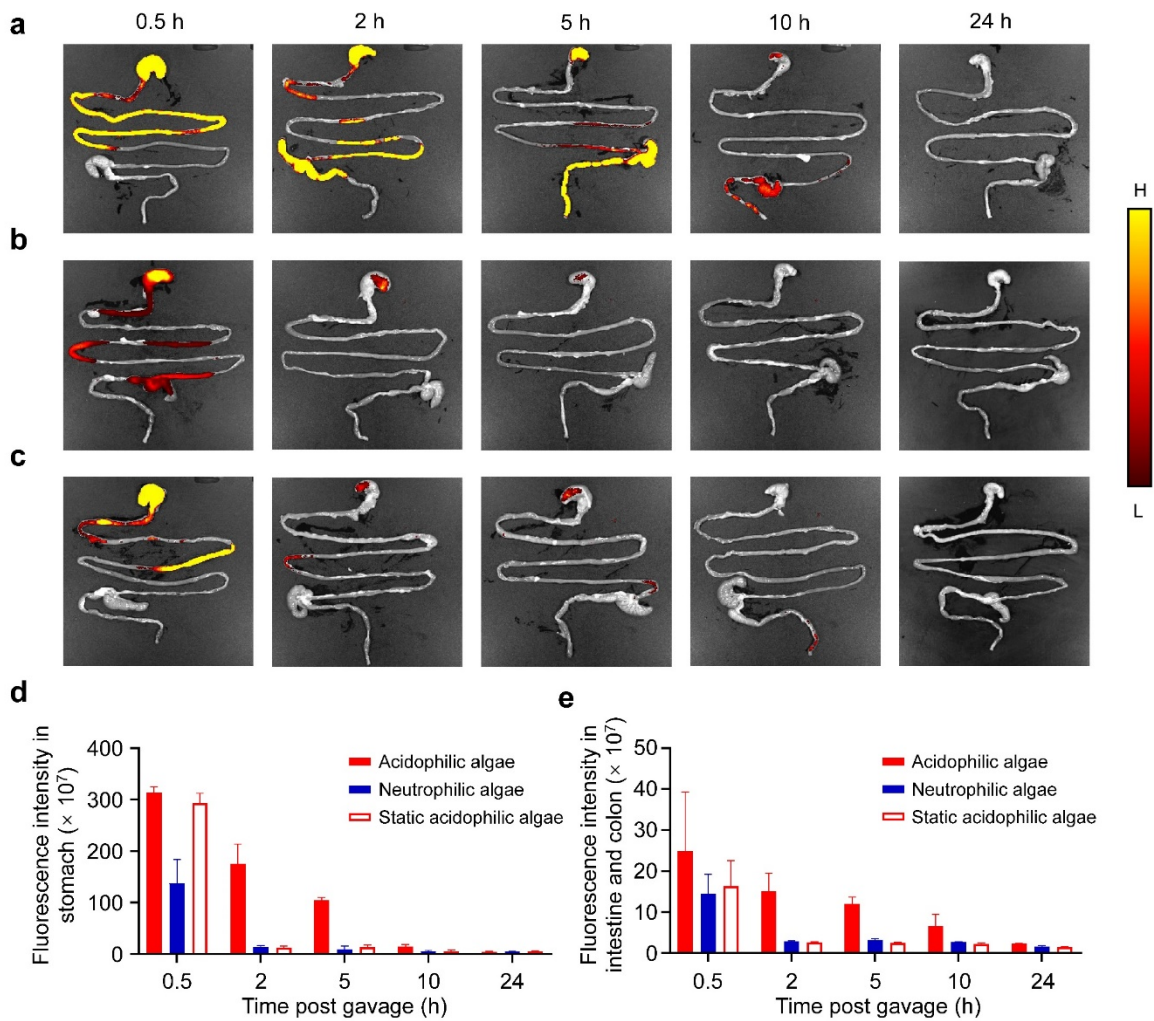 a
0.5 h
2 h
5 h
10 h
24 h
b
c
H
L
d
Fluorescence intensity in
stomach (× 10⁷)
400
300
200
100
0
Acidophilic algae
Neutrophilic algae
Static acidophilic algae
0.5
2
5
10
24
Time post gavage (h)
e
Fluorescence intensity in
intestine and colon (× 10⁷)
50
40
30
20
10
0
Acidophilic algae
Neutrophilic algae
Static acidophilic algae
0.5
2
5
10
24
Time post gavage (h)